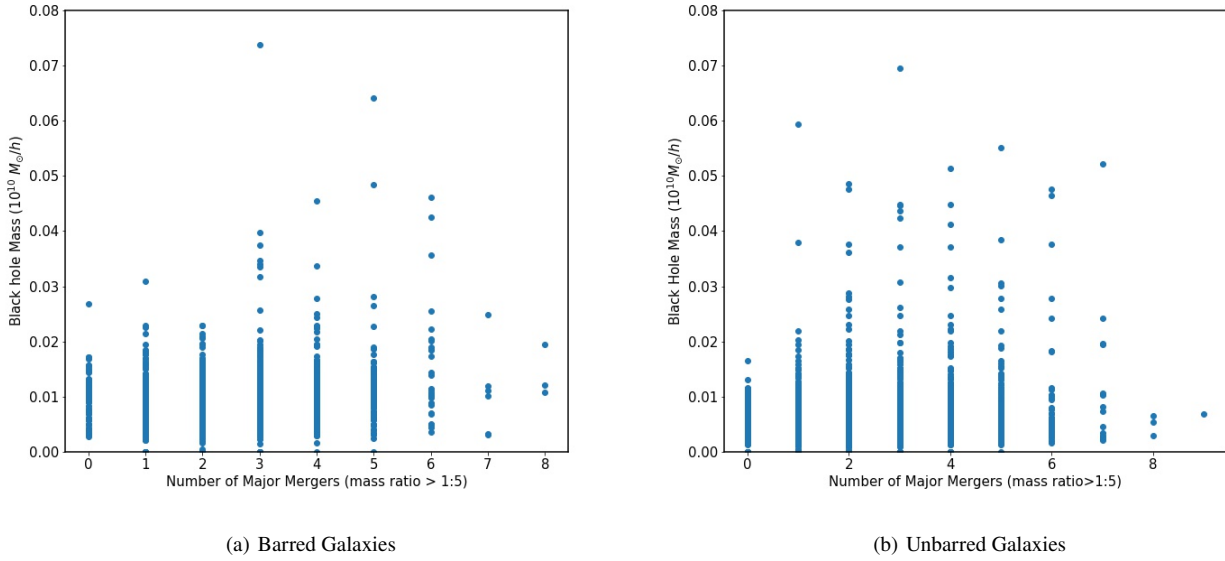 0.08
0.07
0.06
0.05
0.04
0.03
0.02
0.01
0.00
Black hole Mass (10¹⁰ M⊙/h)
0 1 2 3 4 5 6 7 8
Number of Major Mergers (mass ratio > 1:5)
(a) Barred Galaxies
0.08
0.07
0.06
0.05
0.04
0.03
0.02
0.01
0.00
Black Hole Mass (10¹⁰M⊙/h)
0 2 4 6 8
Number of Major Mergers (mass ratio>1:5)
(b) Unbarred Galaxies